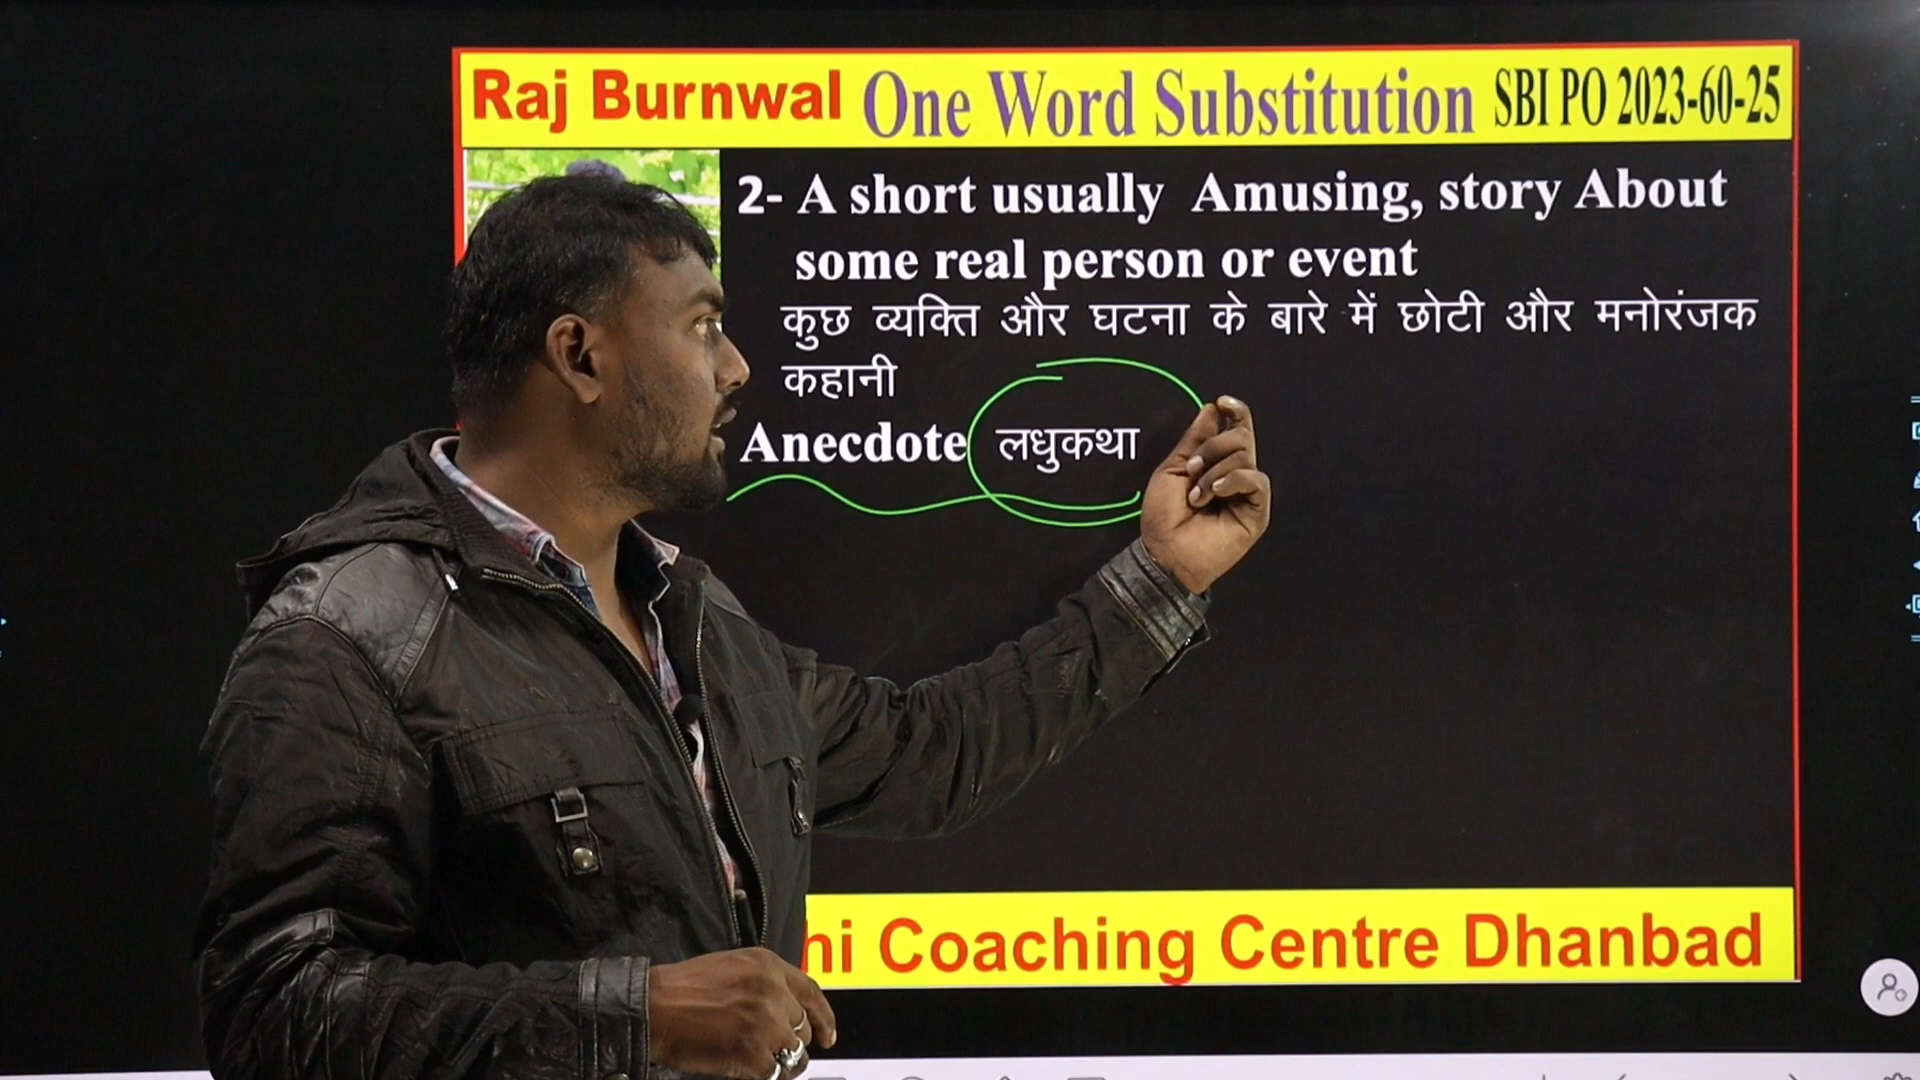 Raj Burnwal One Word Substitution SBI PO 2023-60-25
2- A short usually Amusing, story About
some real person or event
कुछ व्यक्ति और घटना के बारे में छोटी और मनोरंजक
कहानी
Anecdote लधुकथा
Coaching Centre Dhanbad